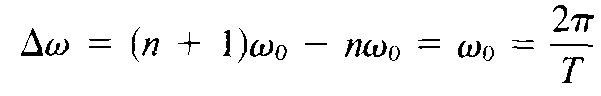 Δω = (n + 1)ω₀ − nω₀ = ω₀ = 2π/T